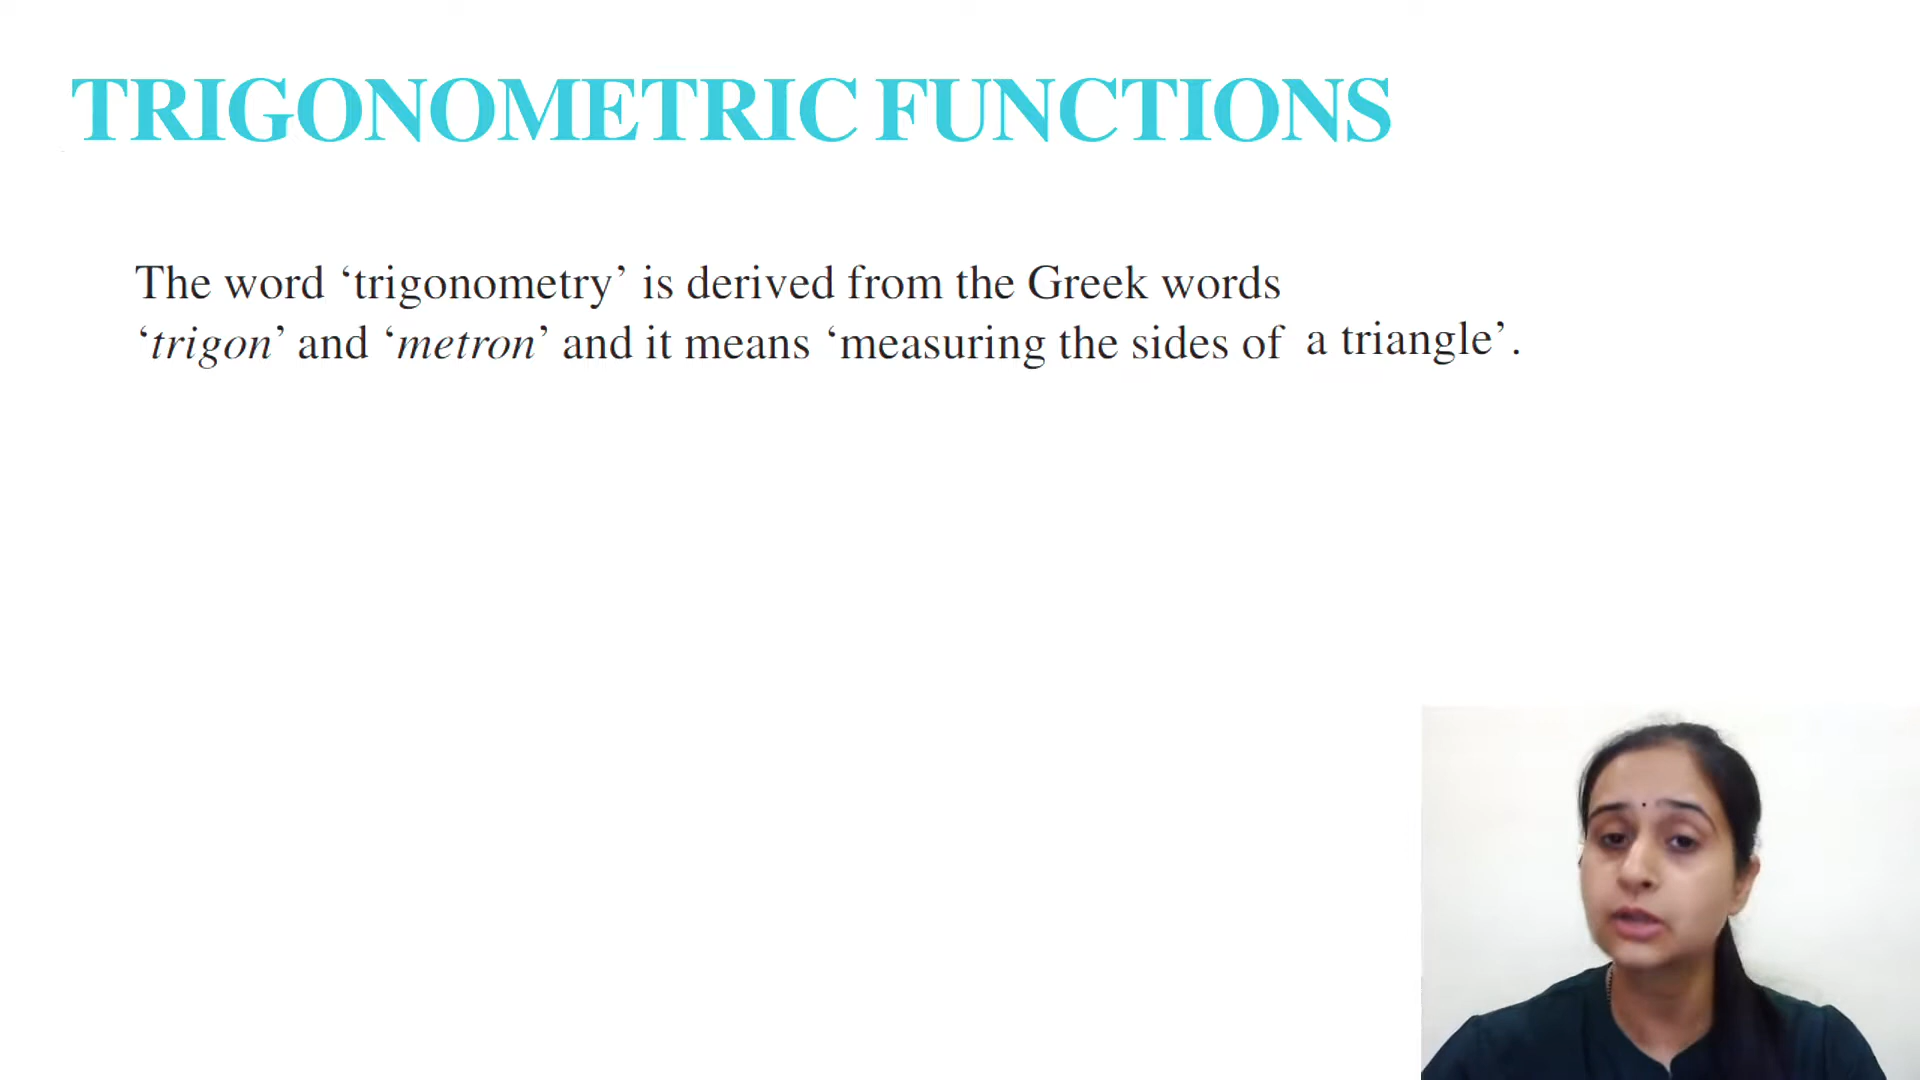 TRIGONOMETRIC FUNCTIONS
The word ‘trigonometry’ is derived from the Greek words
‘trigon’ and ‘metron’ and it means ‘measuring the sides of a triangle’.